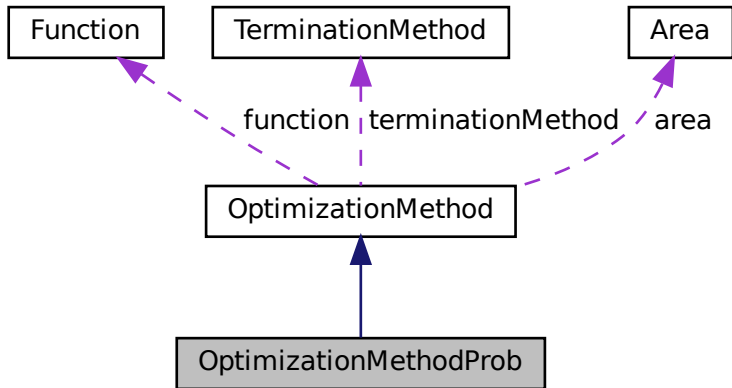 Function TerminationMethod Area
function terminationMethod area
OptimizationMethod
OptimizationMethodProb